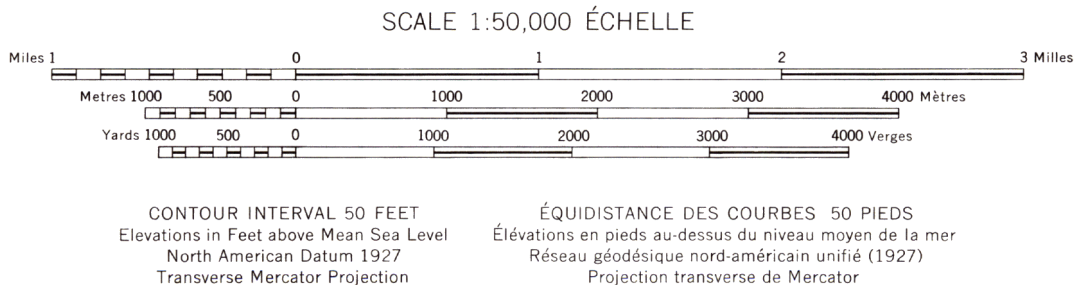 SCALE 1:50,000 ÉCHELLE
Miles 1 0 1 2 3 Milles
Metres 1000 500 0 1000 2000 3000 4000 Mètres
Yards 1000 500 0 1000 2000 3000 4000 Verges
CONTOUR INTERVAL 50 FEET
Elevations in Feet above Mean Sea Level
North American Datum 1927
Transverse Mercator Projection
ÉQUIDISTANCE DES COURBES 50 PIEDS
Élévations en pieds au-dessus du niveau moyen de la mer
Réseau géodésique nord-américain unifié (1927)
Projection transverse de Mercator